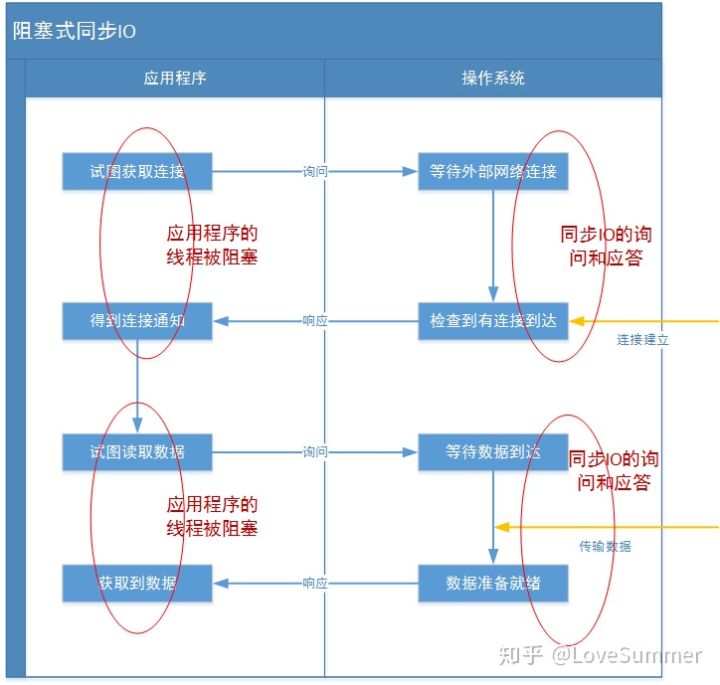 阻塞式同步IO
应用程序
操作系统
试图获取连接
询问
等待外部网络连接
应用程序的
线程被阻塞
同步IO的询
问和应答
得到连接通知
响应
检查到有连接到达
连接建立
试图读取数据
询问
等待数据到达
同步IO的询
问和应答
应用程序的
线程被阻塞
传输数据
获取到数据
响应
数据准备就绪
知乎 @LoveSummer